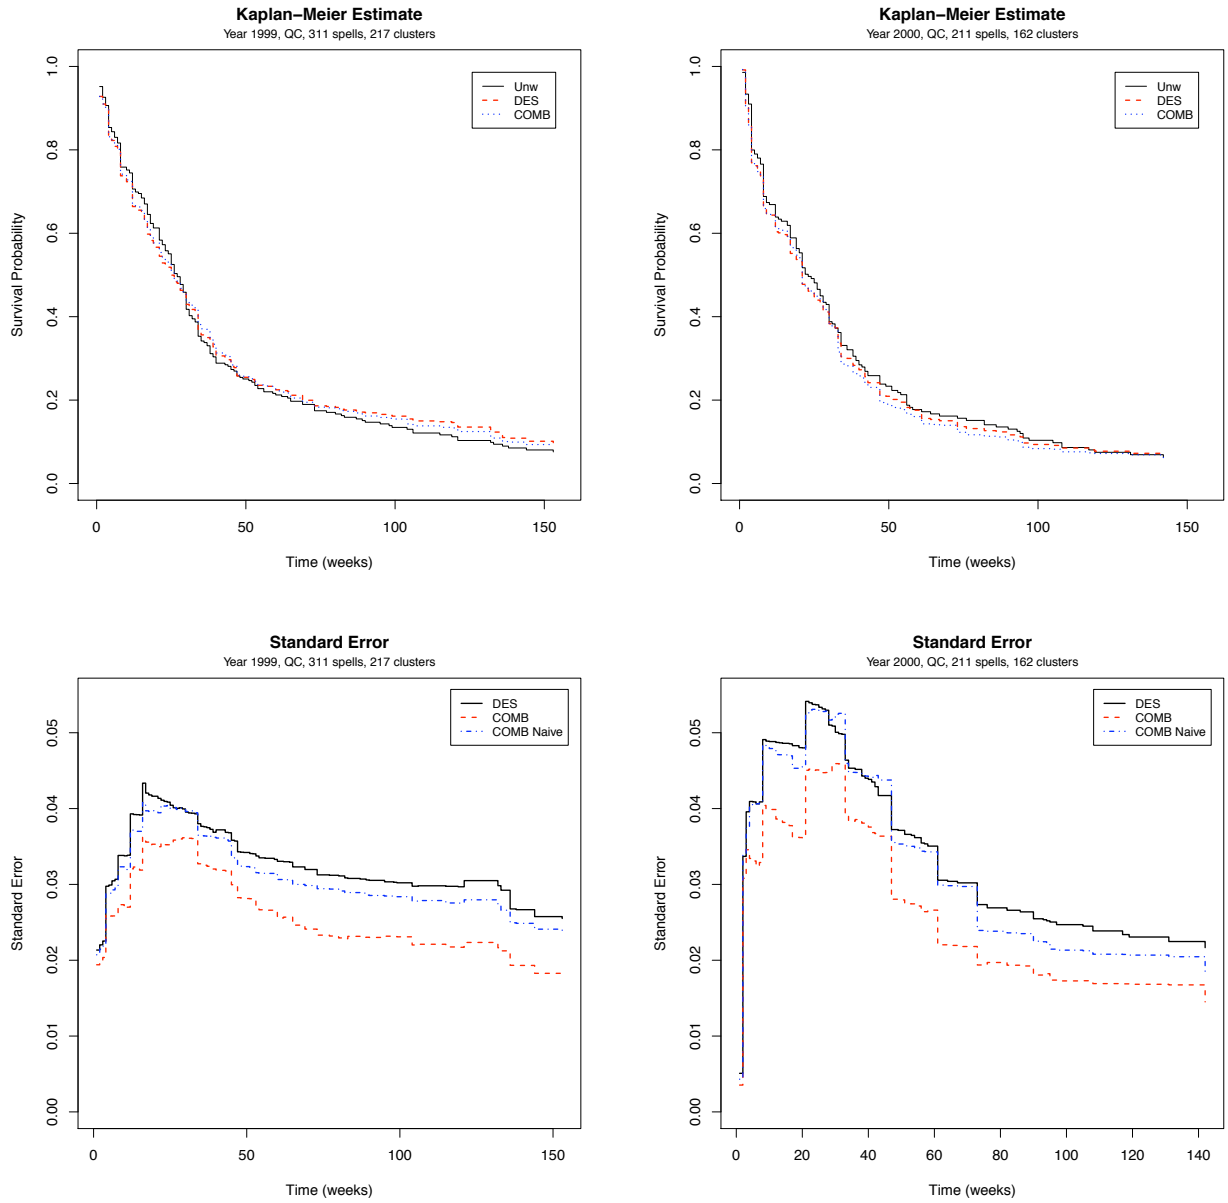 Kaplan−Meier Estimate
Year 1999, QC, 311 spells, 217 clusters
Survival Probability
1.0
0.8
0.6
0.4
0.2
0.0
Unw
DES
COMB
0 50 100 150
Time (weeks)
Kaplan−Meier Estimate
Year 2000, QC, 211 spells, 162 clusters
Survival Probability
1.0
0.8
0.6
0.4
0.2
0.0
Unw
DES
COMB
0 50 100 150
Time (weeks)
Standard Error
Year 1999, QC, 311 spells, 217 clusters
Standard Error
0.05
0.04
0.03
0.02
0.01
0.00
DES
COMB
COMB Naive
0 50 100 150
Time (weeks)
Standard Error
Year 2000, QC, 211 spells, 162 clusters
Standard Error
0.05
0.04
0.03
0.02
0.01
0.00
DES
COMB
COMB Naive
0 20 40 60 80 100 120 140
Time (weeks)